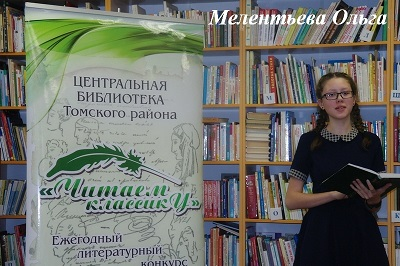 Мелентьева Ольга
ЦЕНТРАЛЬНАЯ
БИБЛИОТЕКА
Томского района
«Читаем
классикУ»
Ежегодный
литературный
конкурс
М
О